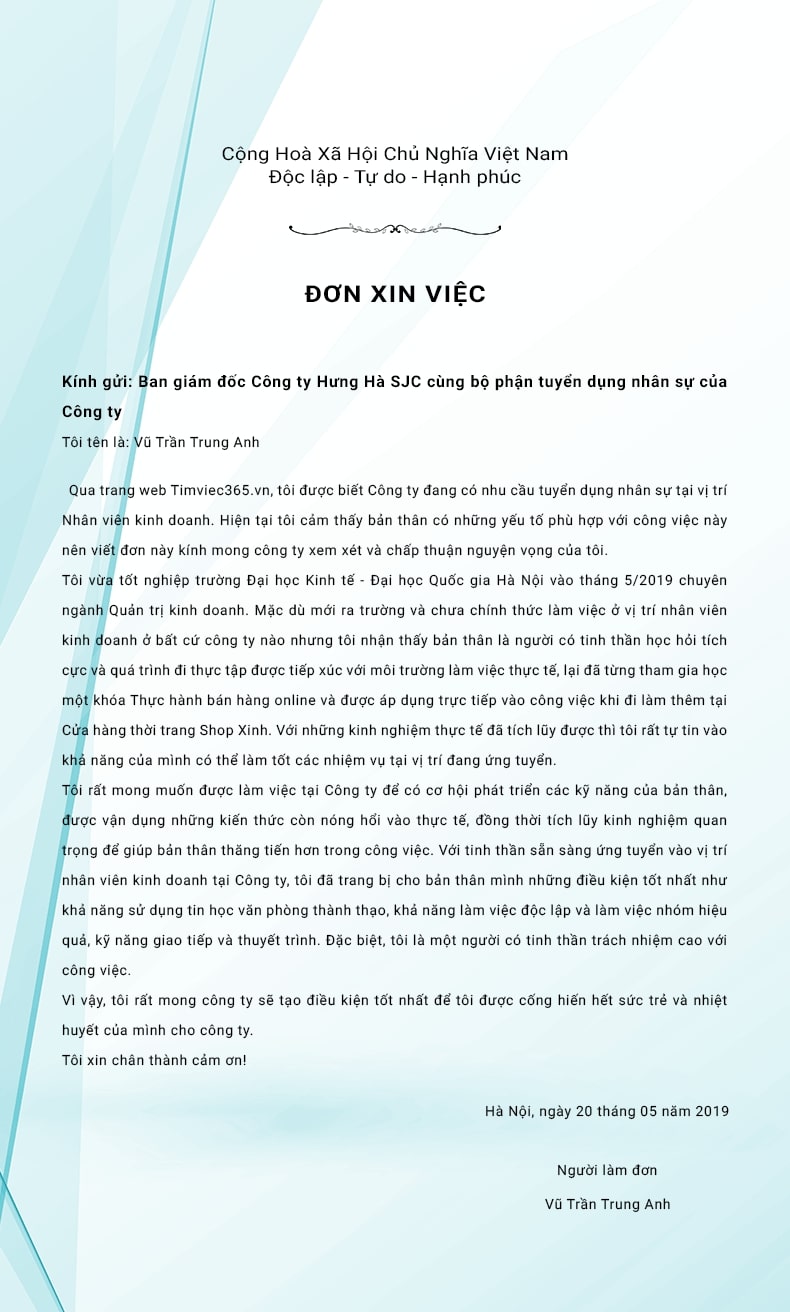 Cộng Hoà Xã Hội Chủ Nghĩa Việt Nam
Độc lập - Tự do - Hạnh phúc
ĐƠN XIN VIỆC
Kính gửi: Ban giám đốc Công ty Hưng Hà SJC cùng bộ phận tuyển dụng nhân sự của
Công ty
Tôi tên là: Vũ Trần Trung Anh
Qua trang web Timviec365.vn, tôi được biết Công ty đang có nhu cầu tuyển dụng nhân sự tại vị trí
Nhân viên kinh doanh. Hiện tại tôi cảm thấy bản thân có những yếu tố phù hợp với công việc này
nên viết đơn này kính mong công ty xem xét và chấp thuận nguyện vọng của tôi.
Tôi vừa tốt nghiệp trường Đại học Kinh tế - Đại học Quốc gia Hà Nội vào tháng 5/2019 chuyên
ngành Quản trị kinh doanh. Mặc dù mới ra trường và chưa chính thức làm việc ở vị trí nhân viên
kinh doanh ở bất cứ công ty nào nhưng tôi nhận thấy bản thân là người có tinh thần học hỏi tích
cực và quá trình đi thực tập được tiếp xúc với môi trường làm việc thực tế, lại đã từng tham gia học
một khóa Thực hành bán hàng online và được áp dụng trực tiếp vào công việc khi đi làm thêm tại
Cửa hàng thời trang Shop Xinh. Với những kinh nghiệm thực tế đã tích lũy được thì tôi rất tự tin vào
khả năng của mình có thể làm tốt các nhiệm vụ tại vị trí đang ứng tuyển.
Tôi rất mong muốn được làm việc tại Công ty để có cơ hội phát triển các kỹ năng của bản thân,
được vận dụng những kiến thức còn nóng hổi vào thực tế, đồng thời tích lũy kinh nghiệm quan
trọng để giúp bản thân thăng tiến hơn trong công việc. Với tinh thần sẵn sàng ứng tuyển vào vị trí
nhân viên kinh doanh tại Công ty, tôi đã trang bị cho bản thân mình những điều kiện tốt nhất như
khả năng sử dụng tin học văn phòng thành thạo, khả năng làm việc độc lập và làm việc nhóm hiệu
quả, kỹ năng giao tiếp và thuyết trình. Đặc biệt, tôi là một người có tinh thần trách nhiệm cao với
công việc.
Vì vậy, tôi rất mong công ty sẽ tạo điều kiện tốt nhất để tôi được cống hiến hết sức trẻ và nhiệt
huyết của mình cho công ty.
Tôi xin chân thành cảm ơn!
Hà Nội, ngày 20 tháng 05 năm 2019
Người làm đơn
Vũ Trần Trung Anh